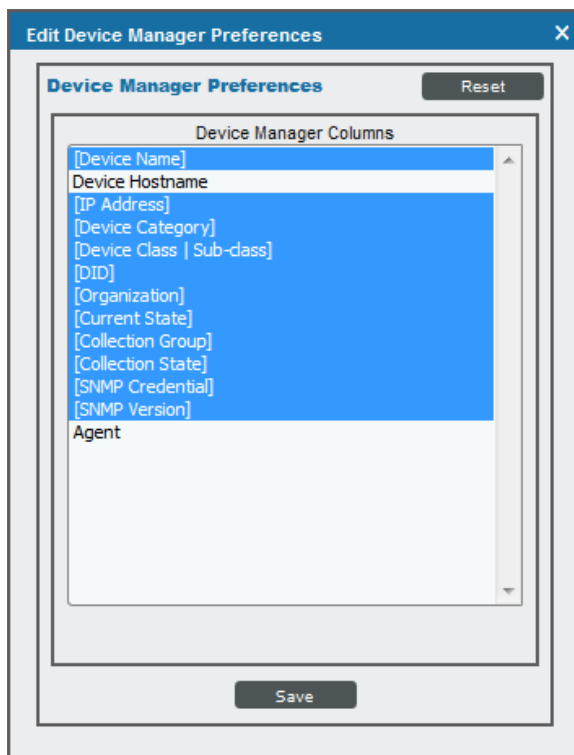 Edit Device Manager Preferences
Device Manager Preferences
Reset
Device Manager Columns
[Device Name]
Device Hostname
[IP Address]
[Device Category]
[Device Class | Sub-class]
[DID]
[Organization]
[Current State]
[Collection Group]
[Collection State]
[SNMP Credential]
[SNMP Version]
Agent
Save